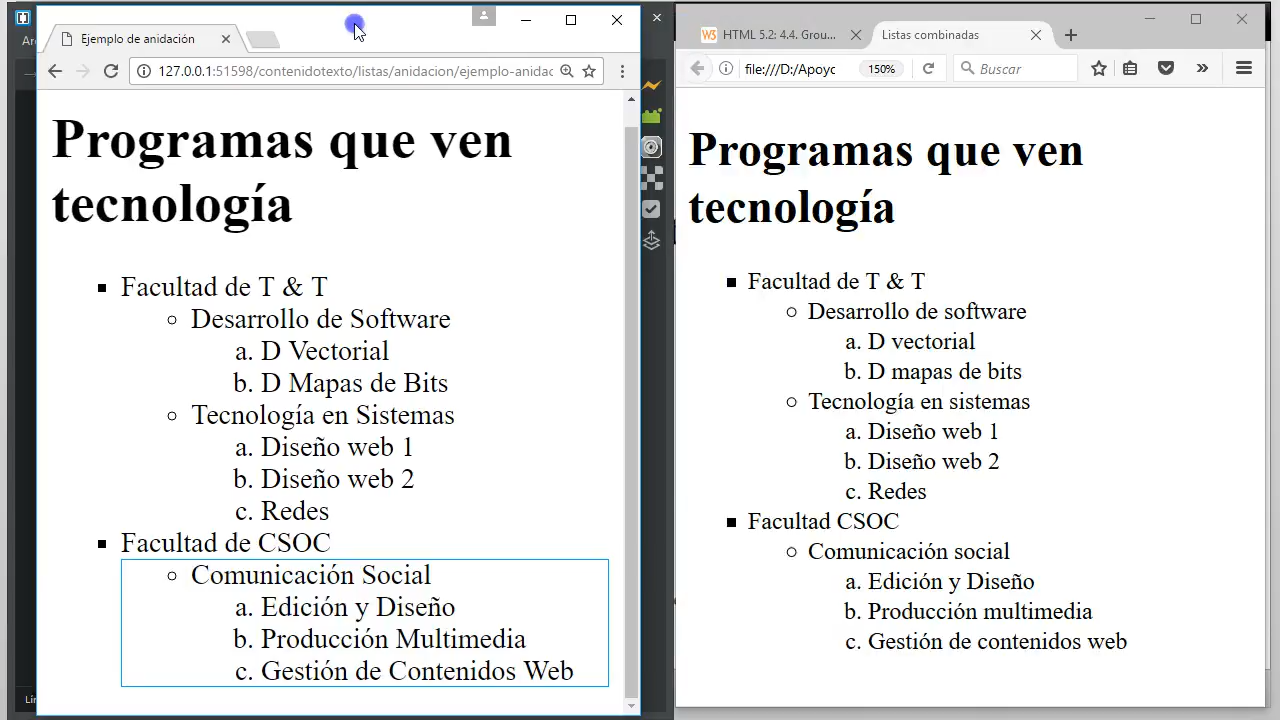 Ejemplo de anidación
127.0.0.1:51598/contendotexto/listas/anidacion/ejemplo-anidac
Programas que ven
tecnología
Facultad de T & T
Desarrollo de Software
a. D Vectorial
b. D Mapas de Bits
Tecnología en Sistemas
a. Diseño web 1
b. Diseño web 2
c. Redes
Facultad de CSOC
Comunicación Social
a. Edición y Diseño
b. Producción Multimedia
c. Gestión de Contenidos Web
W3 HTML 5.2: 4.4. Grou
Listas combinadas
file:///D:/Apoyc
150%
Buscar
Programas que ven
tecnología
Facultad de T & T
Desarrollo de software
a. D vectorial
b. D mapas de bits
Tecnología en sistemas
a. Diseño web 1
b. Diseño web 2
c. Redes
Facultad CSOC
Comunicación social
a. Edición y Diseño
b. Producción multimedia
c. Gestión de contenidos web